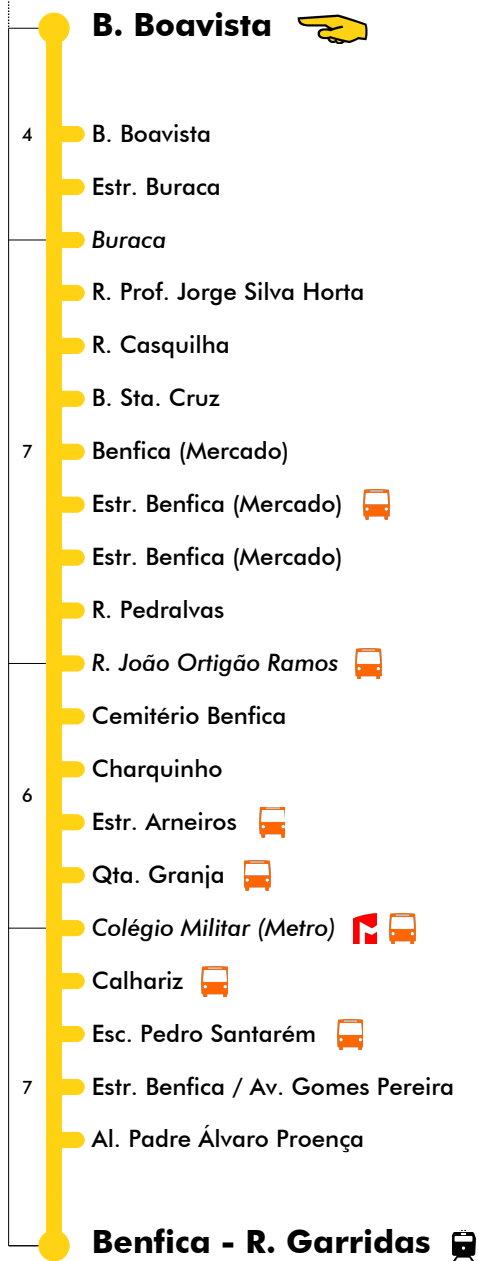 B. Boavista
4
B. Boavista
Estr. Buraca
Buraca
R. Prof. Jorge Silva Horta
R. Casquilha
B. Sta. Cruz
7
Benfica (Mercado)
Estr. Benfica (Mercado)
Estr. Benfica (Mercado)
R. Pedralvas
R. João Ortigão Ramos
Cemitério Benfica
Charquinho
6
Estr. Arneiros
Qta. Granja
Colégio Militar (Metro)
Calhariz
Esc. Pedro Santarém
7
Estr. Benfica / Av. Gomes Pereira
Al. Padre Álvaro Proença
Benfica - R. Garridas